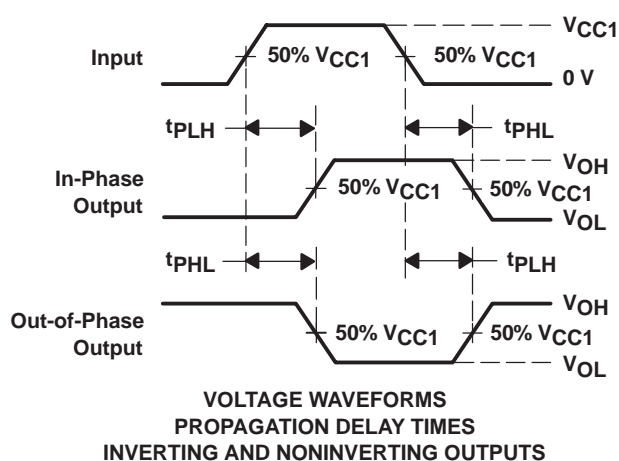 VCC1
Input
50% VCC1
50% VCC1
0 V
tPLH
tPHL
In-Phase
Output
VOH
50% VCC1
50% VCC1
VOL
tPHL
tPLH
Out-of-Phase
Output
VOH
50% VCC1
50% VCC1
VOL
VOLTAGE WAVEFORMS
PROPAGATION DELAY TIMES
INVERTING AND NONINVERTING OUTPUTS